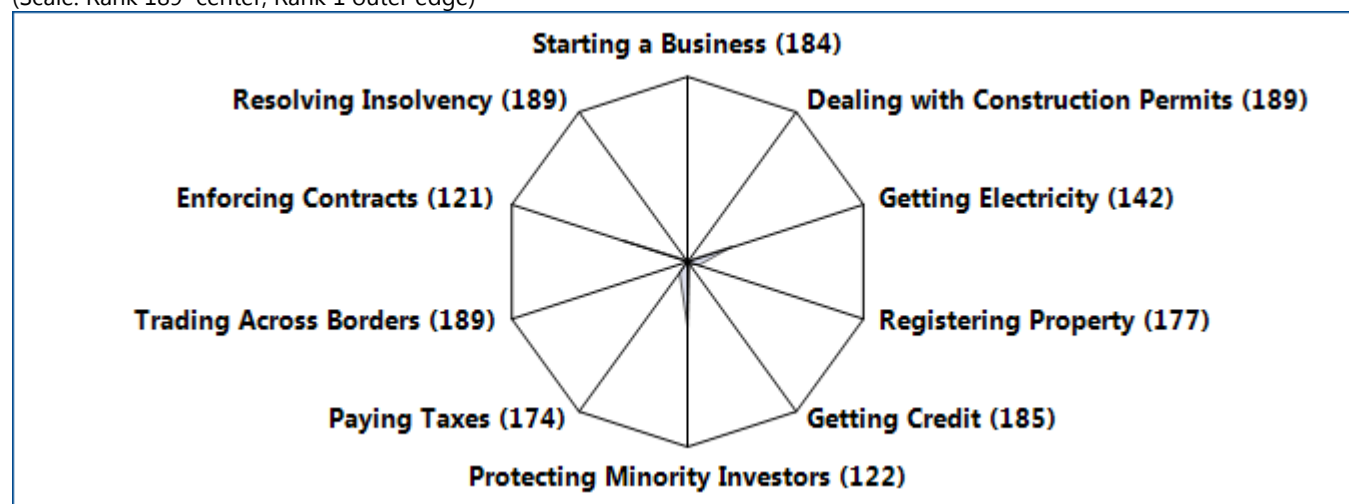 (Scale: Rank 189 center, Rank 1 outer edge)
Starting a Business (184)
Resolving Insolvency (189)
Dealing with Construction Permits (189)
Enforcing Contracts (121)
Getting Electricity (142)
Trading Across Borders (189)
Registering Property (177)
Paying Taxes (174)
Getting Credit (185)
Protecting Minority Investors (122)